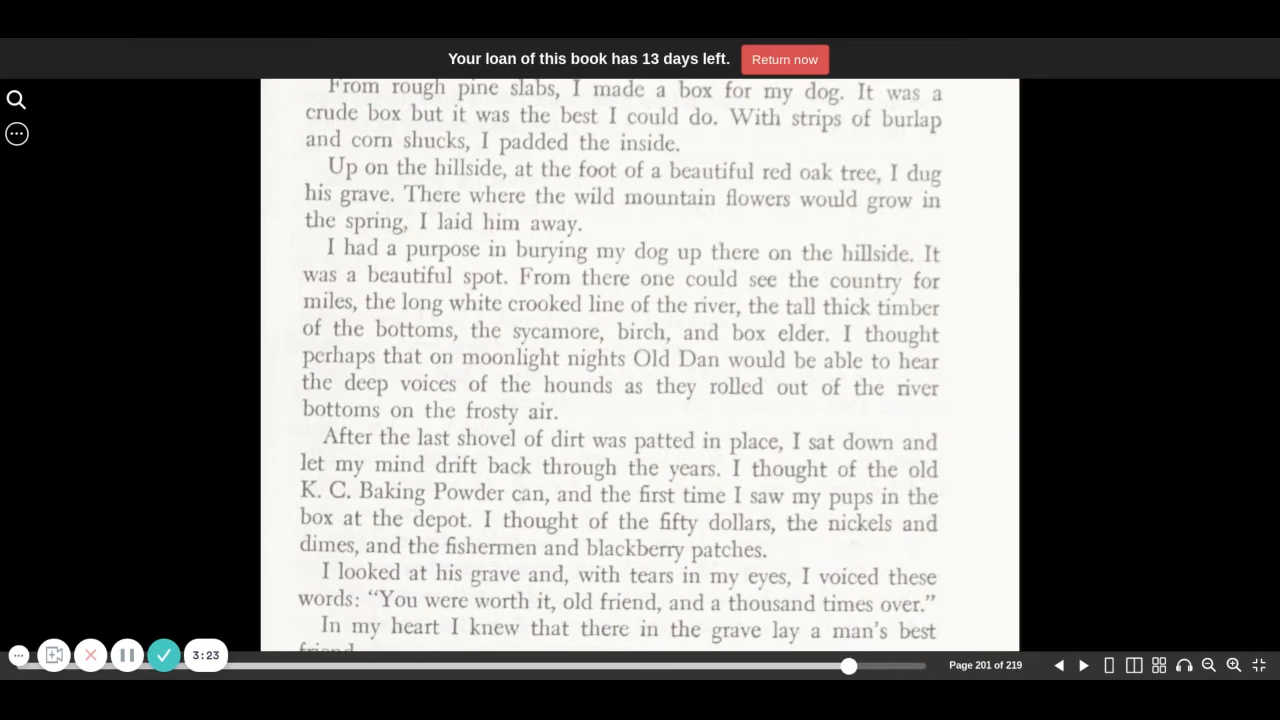 Your loan of this book has 13 days left. Return now
From rough pine slabs, I made a box for my dog. It was a
crude box but it was the best I could do. With strips of burlap
and corn shucks, I padded the inside.
Up on the hillside, at the foot of a beautiful red oak tree, I dug
his grave. There where the wild mountain flowers would grow in
the spring, I laid him away.
I had a purpose in burying my dog up there on the hillside. It
was a beautiful spot. From there one could see the country for
miles, the long white crooked line of the river, the tall thick timber
of the bottoms, the sycamore, birch, and box elder. I thought
perhaps that on moonlight nights Old Dan would be able to hear
the deep voices of the hounds as they rolled out of the river
bottoms on the frosty air.
After the last shovel of dirt was patted in place, I sat down and
let my mind drift back through the years. I thought of the old
K. C. Baking Powder can, and the first time I saw my pups in the
box at the depot. I thought of the fifty dollars, the nickels and
dimes, and the fishermen and blackberry patches.
I looked at his grave and, with tears in my eyes, I voiced these
words: “You were worth it, old friend, and a thousand times over.”
In my heart I knew that there in the grave lay a man’s best
friend.
3:23
Page 201 of 219